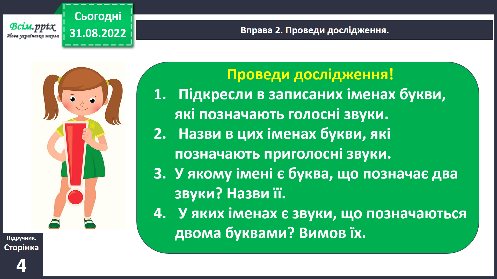 Всім.pptx
Нова українська школа
Сьогодні
31.08.2022
Вправа 2. Проведи дослідження.
Проведи дослідження!
1. Підкресли в записаних іменах букви,
які позначають голосні звуки.
2. Назви в цих іменах букви, які
позначають приголосні звуки.
3. У якому імені є буква, що позначає два
звуки? Назви її.
4. У яких іменах є звуки, що позначаються
двома буквами? Вимов їх.
Підручник.
Сторінка
4